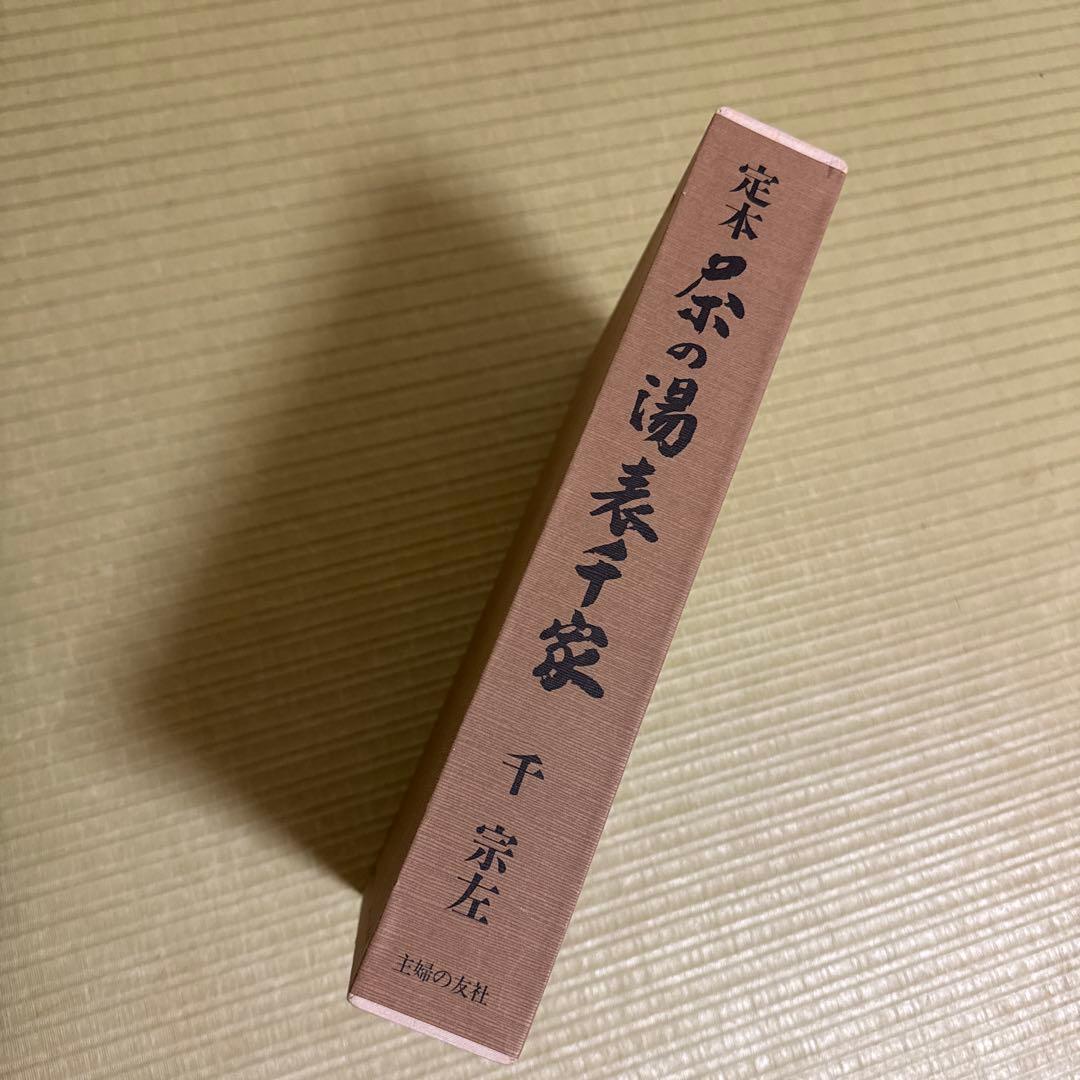 定本 茶の湯表千家
千 宗左
主婦の友社